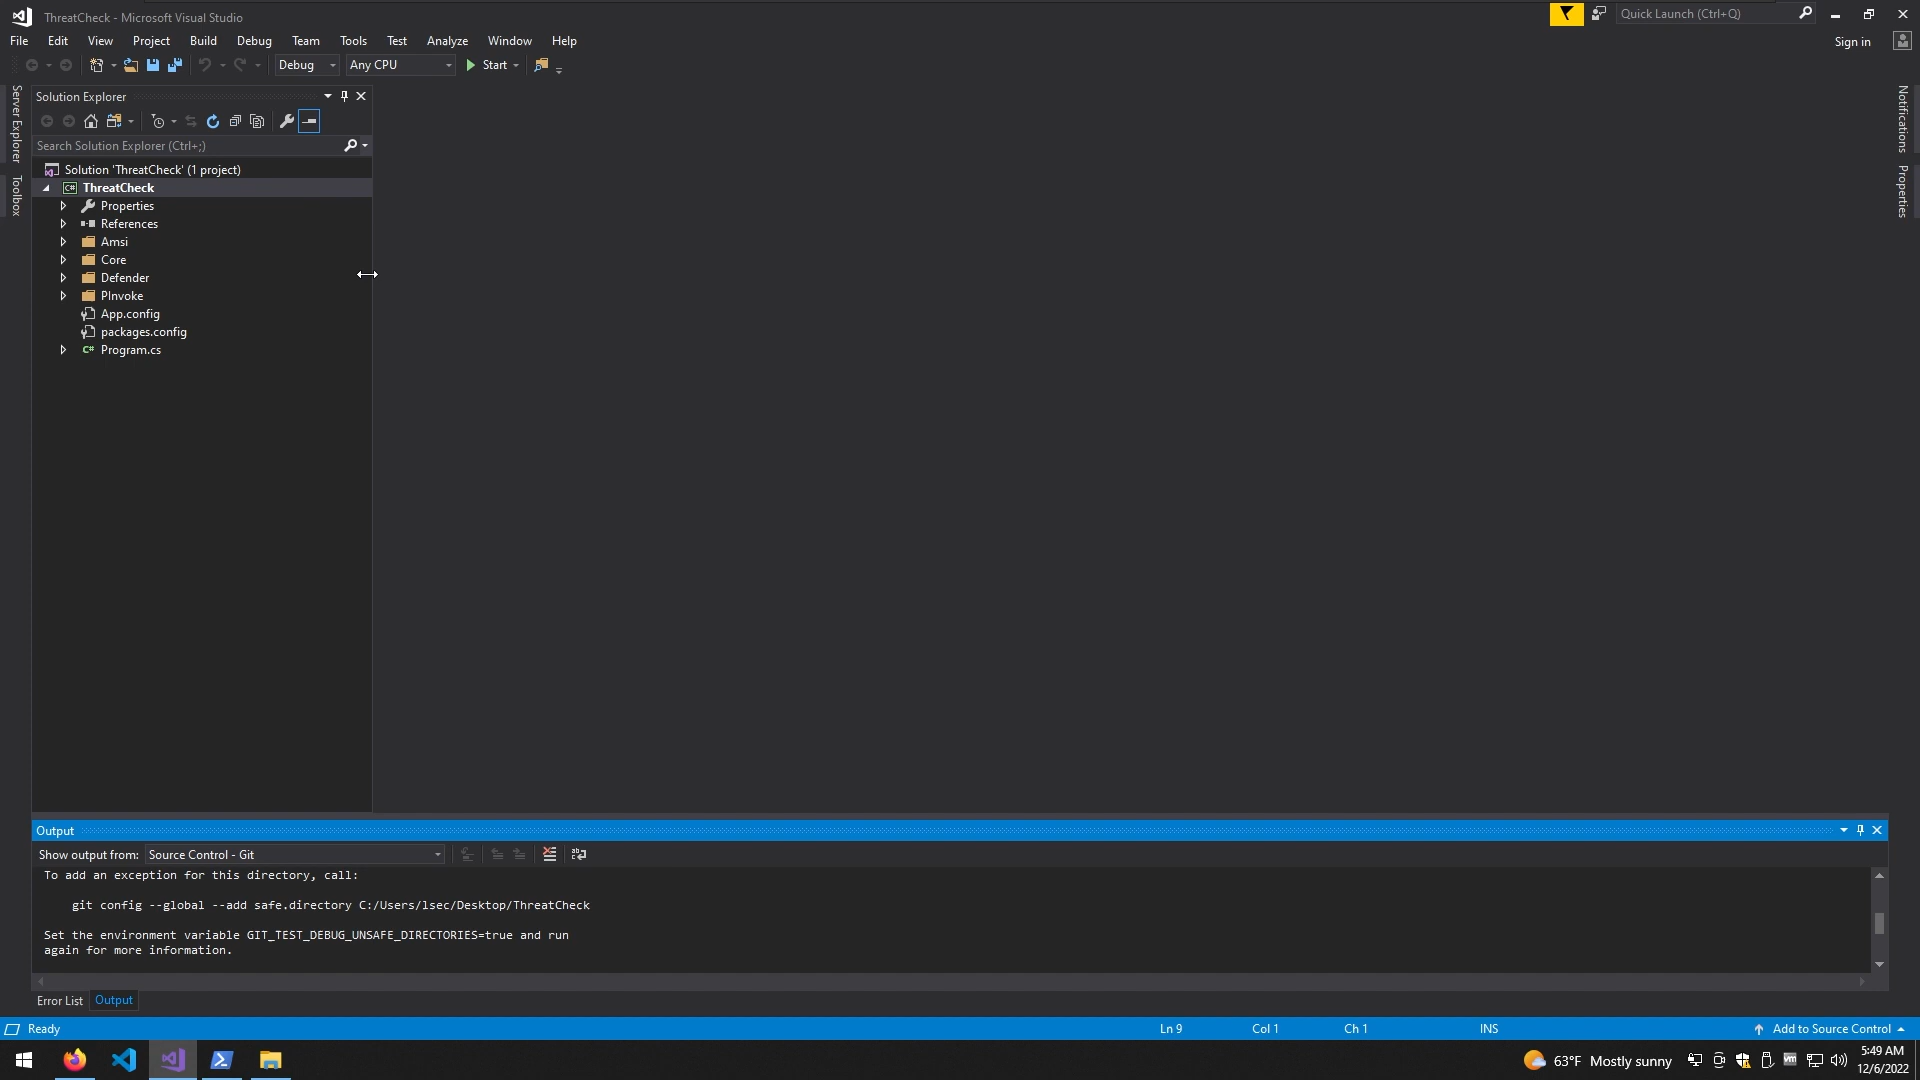 ThreatCheck - Microsoft Visual Studio
Quick Launch (Ctrl+Q)
File Edit View Project Build Debug Team Tools Test Analyze Window Help
Sign in
Debug Any CPU Start
Server Explorer
Toolbox
Solution Explorer
Search Solution Explorer (Ctrl+;)
Solution 'ThreatCheck' (1 project)
C# ThreatCheck
Properties
References
Amsi
Core
Defender
PInvoke
App.config
packages.config
C# Program.cs
Notifications
Properties
Output
Show output from: Source Control - Git
To add an exception for this directory, call:
git config --global --add safe.directory C:/Users/lsec/Desktop/ThreatCheck
Set the environment variable GIT_TEST_DEBUG_UNSAFE_DIRECTORIES=true and run
again for more information.
Error List Output
Ready Ln 9 Col 1 Ch 1 INS Add to Source Control
63°F Mostly sunny
vm
5:49 AM
12/6/2022